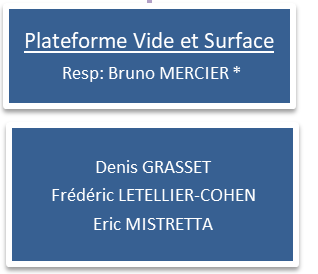 Plateforme Vide et Surface
Resp: Bruno MERCIER *
Denis GRASSET
Frédéric LETELLIER-COHEN
Eric MISTRETTA